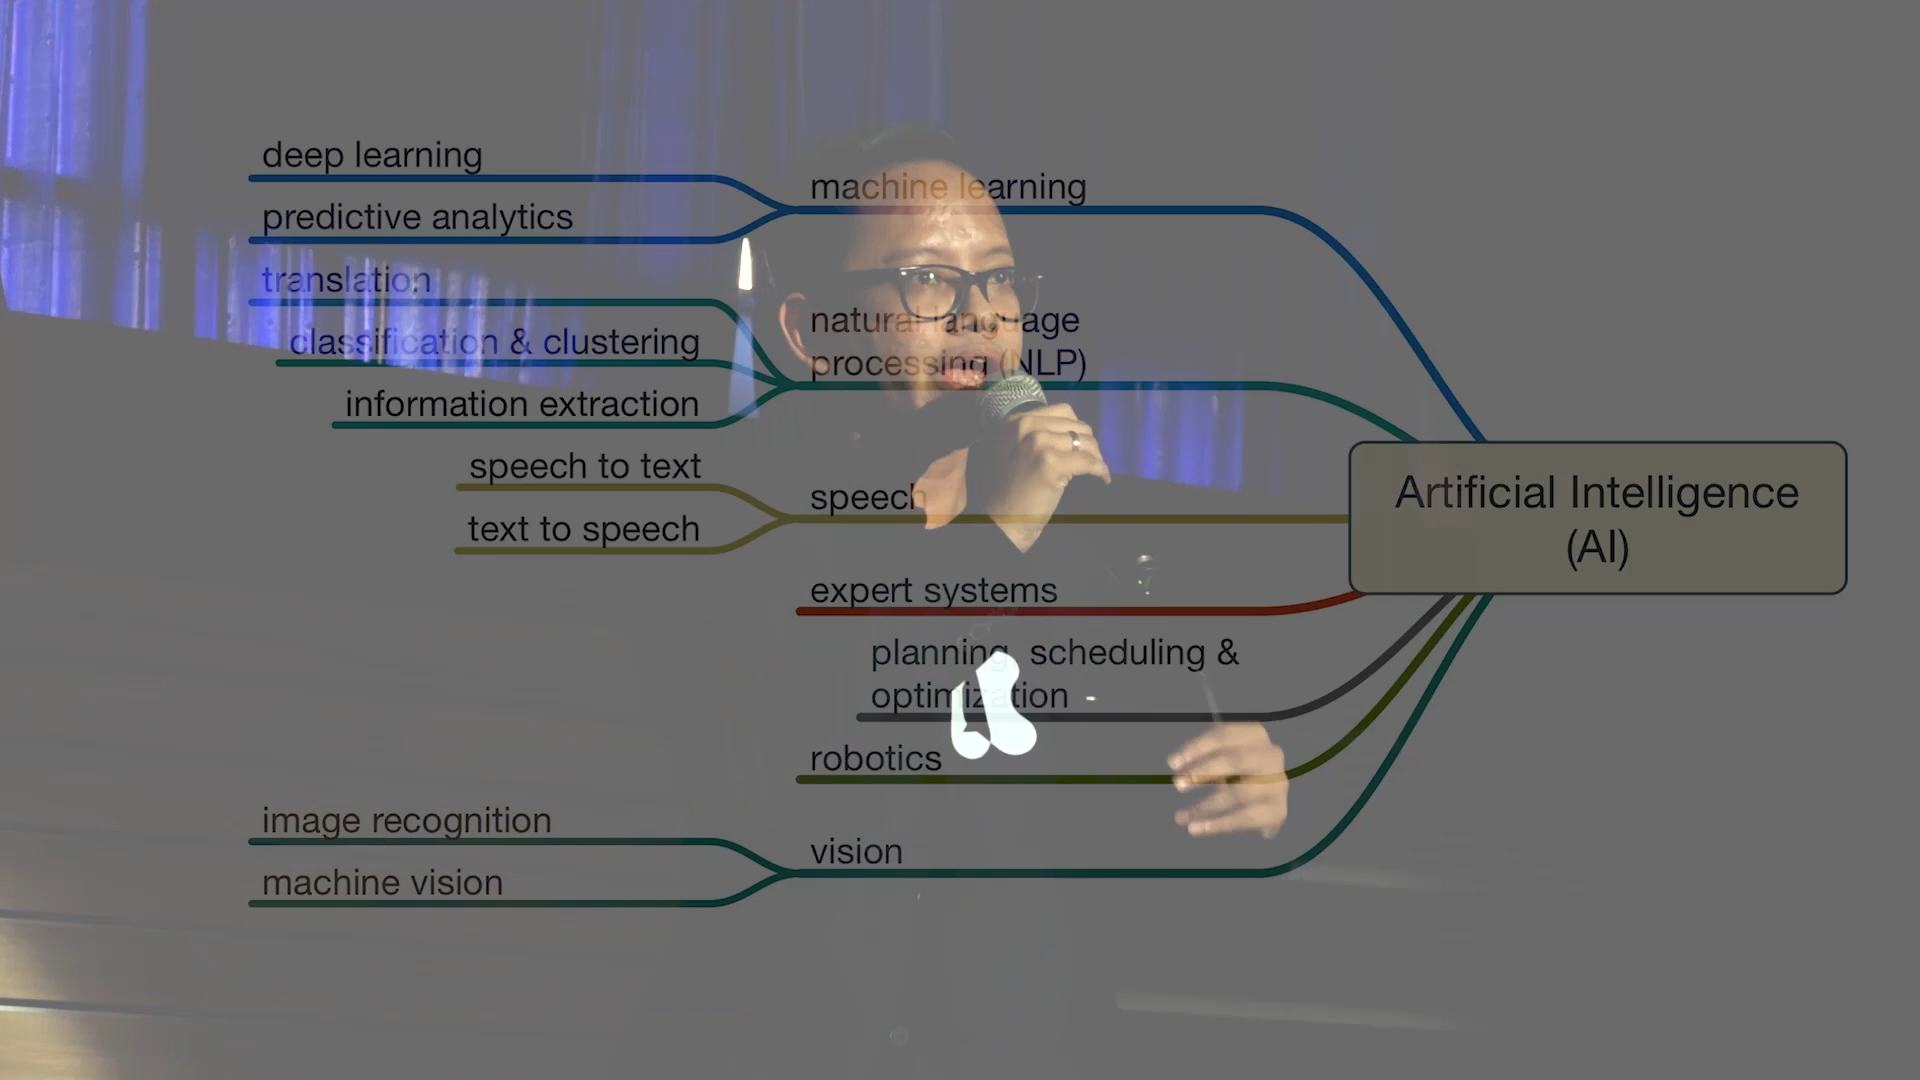 deep learning
predictive analytics
machine learning
translation
classification & clustering
information extraction
natural language
processing (NLP)
speech to text
text to speech
speech
expert systems
planning, scheduling &
optimization
robotics
image recognition
machine vision
vision
Artificial Intelligence
(AI)